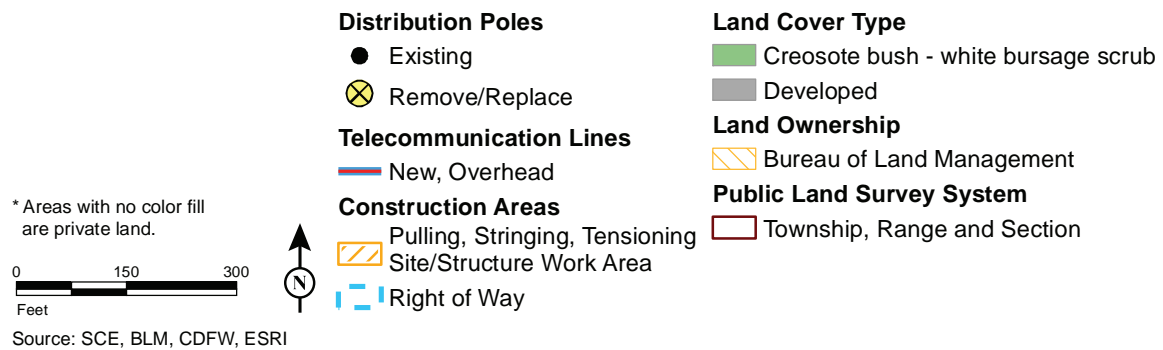 Distribution Poles
Existing
Remove/Replace
Telecommunication Lines
New, Overhead
Construction Areas
Pulling, Stringing, Tensioning
Site/Structure Work Area
Right of Way
Land Cover Type
Creosote bush - white bursage scrub
Developed
Land Ownership
Bureau of Land Management
Public Land Survey System
Township, Range and Section
* Areas with no color fill
are private land.
0 150 300
Feet
N
Source: SCE, BLM, CDFW, ESRI